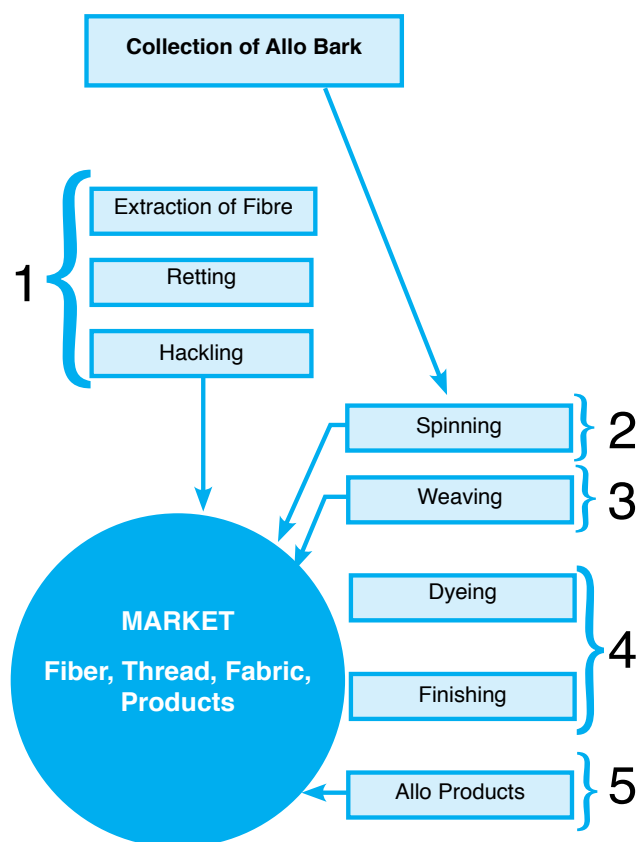 Collection of Allo Bark
1
Extraction of Fibre
Retting
Hackling
Spinning
2
Weaving
3
Dyeing
4
Finishing
MARKET
Fiber, Thread, Fabric,
Products
Allo Products
5